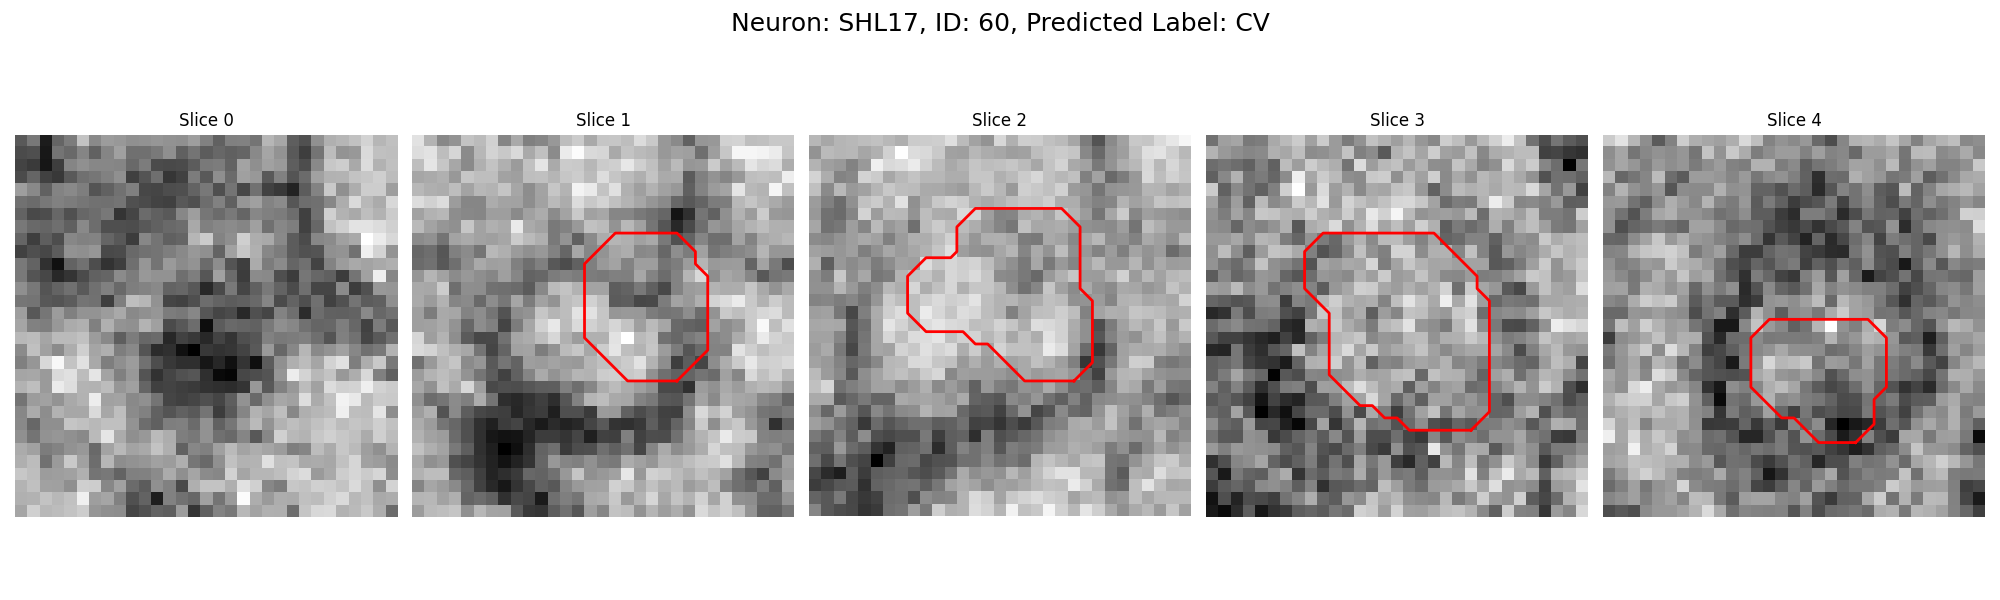 Neuron: SHL17, ID: 60, Predicted Label: CV
Slice 0
Slice 1
Slice 2
Slice 3
Slice 4